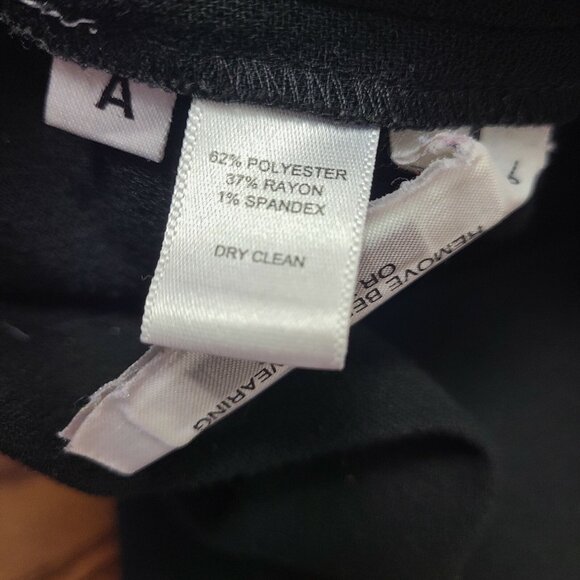 A
62% POLYESTER
37% RAYON
1% SPANDEX
DRY CLEAN
REMOVE BE
OR
WEARING